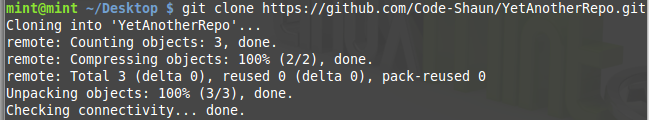 mint@mint ~/Desktop $ git clone https://github.com/Code-Shaun/YetAnotherRepo.git
Cloning into 'YetAnotherRepo'...
remote: Counting objects: 3, done.
remote: Compressing objects: 100% (2/2), done.
remote: Total 3 (delta 0), reused 0 (delta 0), pack-reused 0
Unpacking objects: 100% (3/3), done.
Checking connectivity... done.